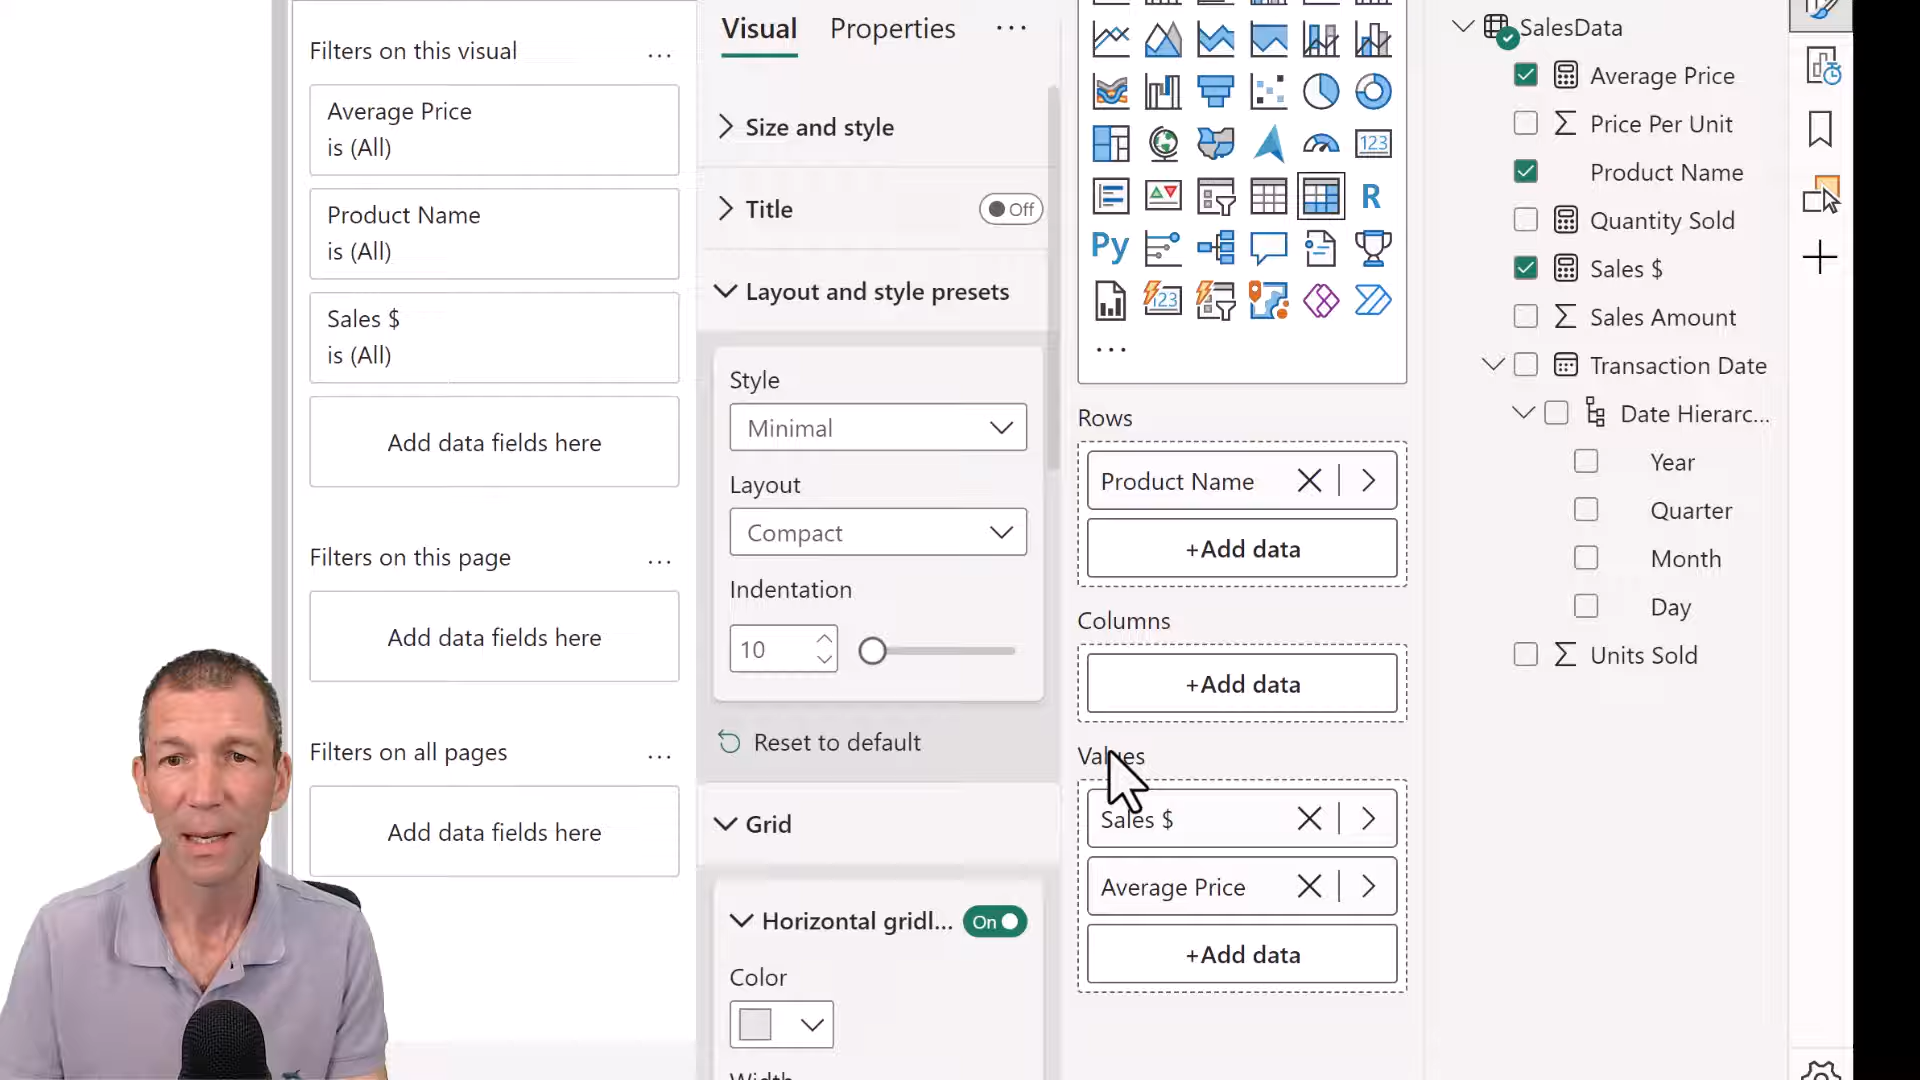 Filters on this visual
...
Average Price
is (All)
Product Name
is (All)
Sales $
is (All)
Add data fields here
Filters on this page
...
Add data fields here
Filters on all pages
...
Add data fields here
Visual
Properties
...
Size and style
Title
Off
Layout and style presets
Style
Minimal
Layout
Compact
Indentation
10
Reset to default
Grid
Horizontal gridl...
On
Color
Width
123
R
Py
123
...
Rows
Product Name
+Add data
Columns
+Add data
Values
Sales $
Average Price
+Add data
SalesData
Average Price
Price Per Unit
Product Name
Quantity Sold
Sales $
Sales Amount
Transaction Date
Date Hierarc...
Year
Quarter
Month
Day
Units Sold